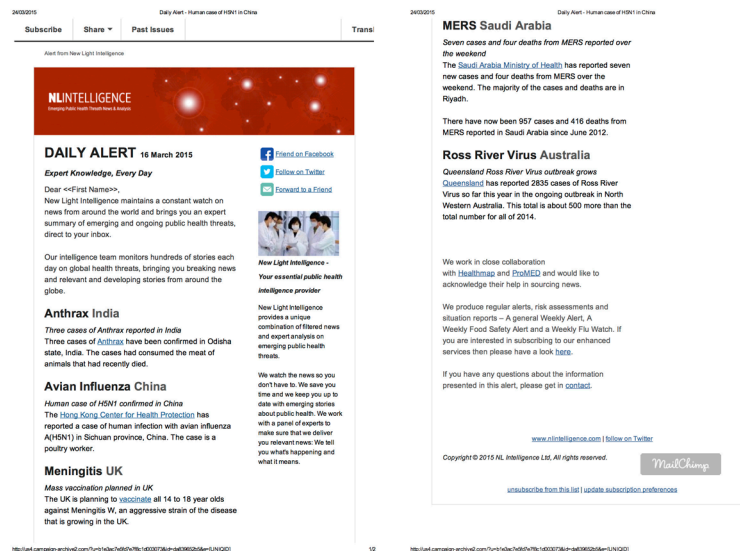 24/03/2015
Daily Alert - Human case of H5N1 in China
Subscribe
Share
Past Issues
Transl
Alert from New Light Intelligence
NLINTELLIGENCE
Emerging Public Health Threat News & Analysis
DAILY ALERT 16 March 2015
Expert Knowledge, Every Day
Dear <<First Name>>,
New Light Intelligence maintains a constant watch on
news from around the world and brings you an expert
summary of emerging and ongoing public health threats,
direct to your inbox.
Our intelligence team monitors hundreds of stories each
day on global health threats, bringing you breaking news
and relevant and developing stories from around the
globe.
Anthrax India
Three cases of Anthrax reported in India
Three cases of Anthrax have been confirmed in Odisha
state, India. The cases had consumed the meat of
animals that had recently died.
Avian Influenza China
Human case of H5N1 confirmed in China
The Hong Kong Center for Health Protection has
reported a case of human infection with avian influenza
A(H5N1) in Sichuan province, China. The case is a
poultry worker.
Meningitis UK
Mass vaccination planned in UK
The UK is planning to vaccinate all 14 to 18 year olds
against Meningitis W, an aggressive strain of the disease
that is growing in the UK.
Friend on Facebook
Follow on Twitter
Forward to a Friend
New Light Intelligence -
Your essential public health
intelligence provider
New Light Intelligence
provides a unique
combination of filtered news
and expert analysis on
emerging public health
threats.
We watch the news so you
don't have to. We save you
time and we keep you up to
date with emerging stories
about public health. We work
with a panel of experts to
make sure that we deliver
you relevant news: We tell
you what's happening and
what it means.
1/2
24/03/2015
Daily Alert - Human case of H5N1 in China
MERS Saudi Arabia
Seven cases and four deaths from MERS reported over
the weekend
The Saudi Arabia Ministry of Health has reported seven
new cases and four deaths from MERS over the
weekend. The majority of the cases and deaths are in
Riyadh.
There have now been 957 cases and 416 deaths from
MERS reported in Saudi Arabia since June 2012.
Ross River Virus Australia
Queensland Ross River Virus outbreak grows
Queensland has reported 2835 cases of Ross River
Virus so far this year in the ongoing outbreak in North
Western Australia. This total is about 500 more than the
total number for all of 2014.
We work in close collaboration
with Healthmap and ProMED and would like to
acknowledge their help in sourcing news.
We produce regular alerts, risk assessments and
situation reports – A general Weekly Alert, A
Weekly Food Safety Alert and a Weekly Flu Watch. If
you are interested in subscribing to our enhanced
services then please have a look here.
If you have any questions about the information
presented in this alert, please get in contact.
www.nlintelligence.com | follow on Twitter
Copyright © 2015 NL Intelligence Ltd, All rights reserved.
MailChimp
unsubscribe from this list | update subscription preferences